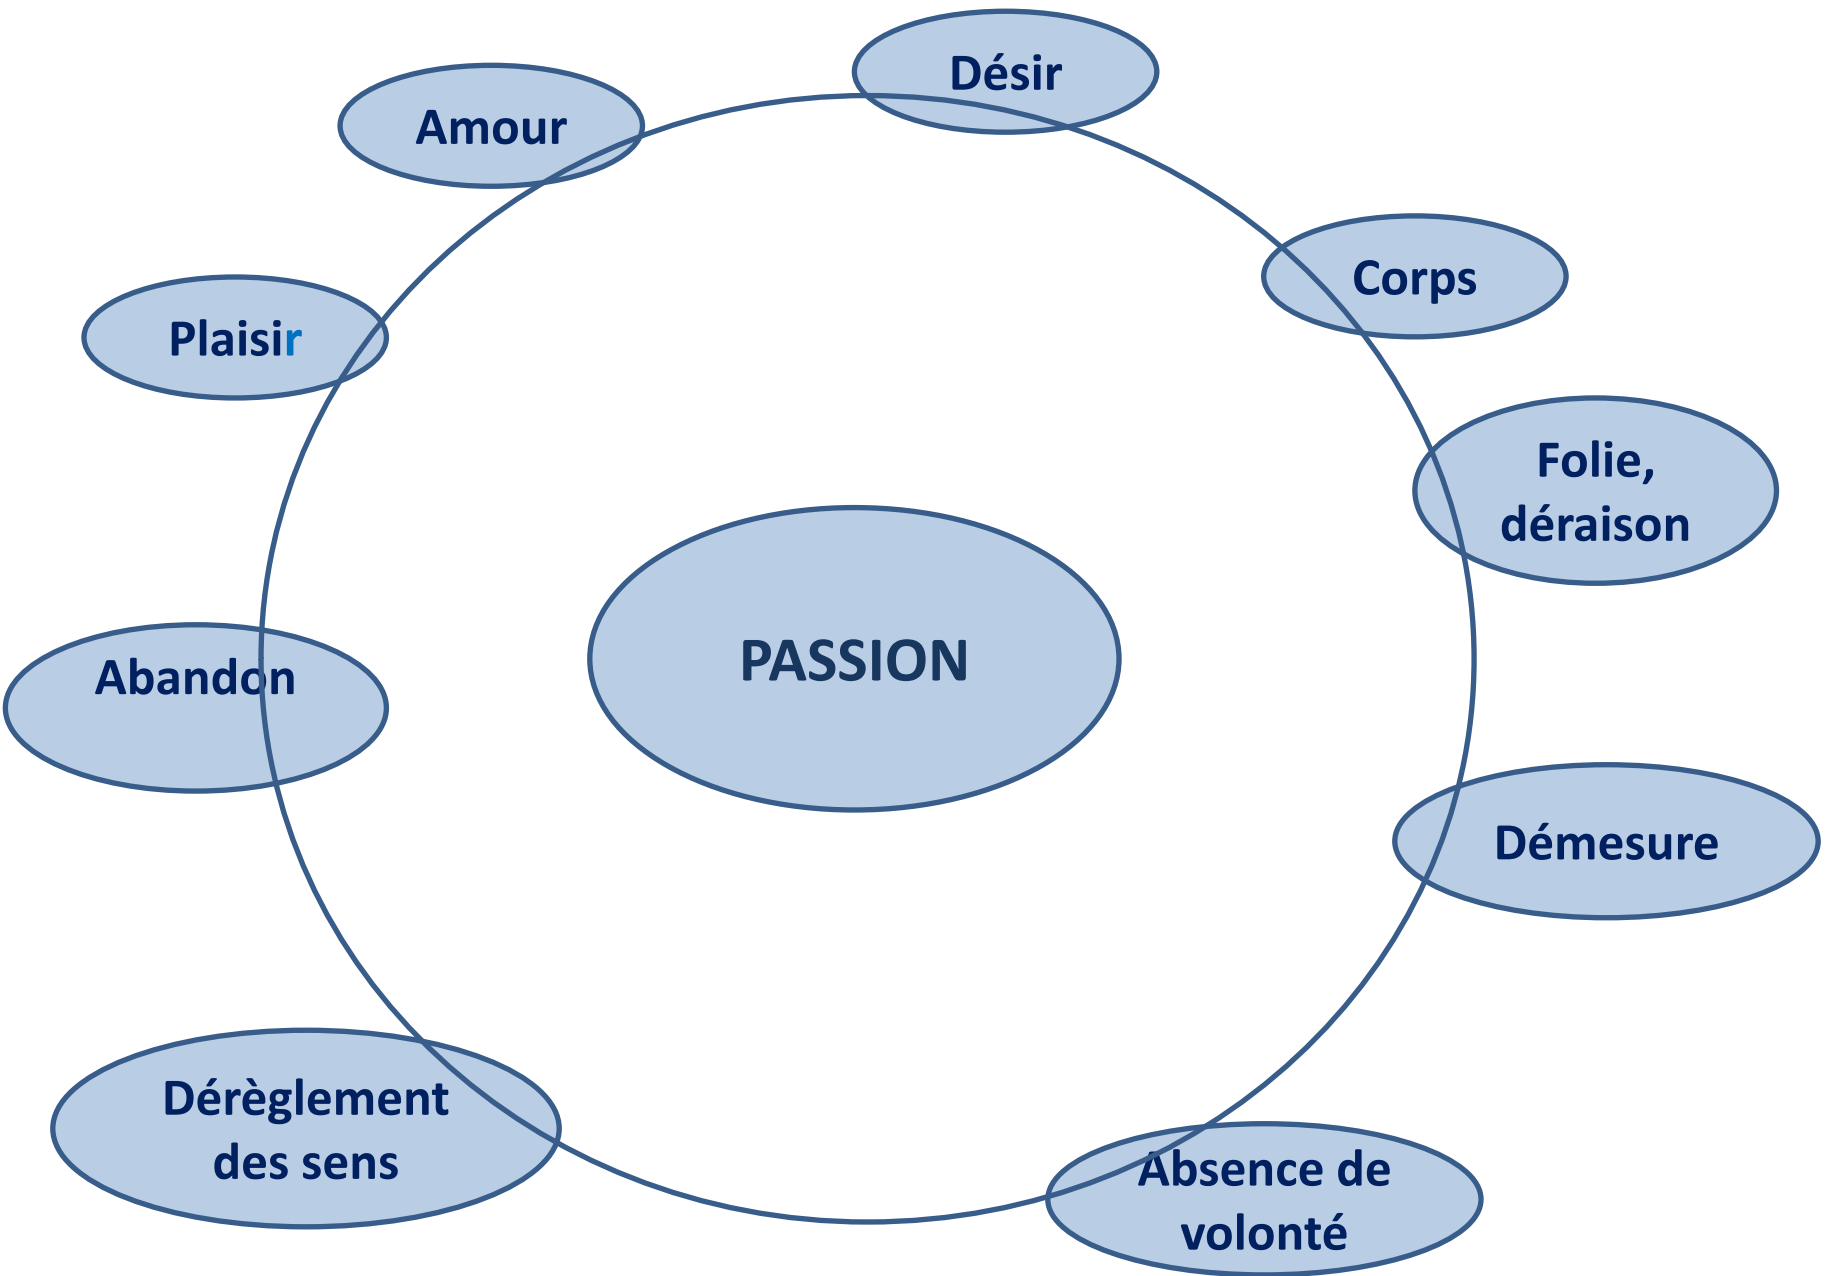 Désir
Amour
Corps
Plaisir
Folie,
déraison
PASSION
Abandon
Démesure
Dérèglement
des sens
Absence de
volonté